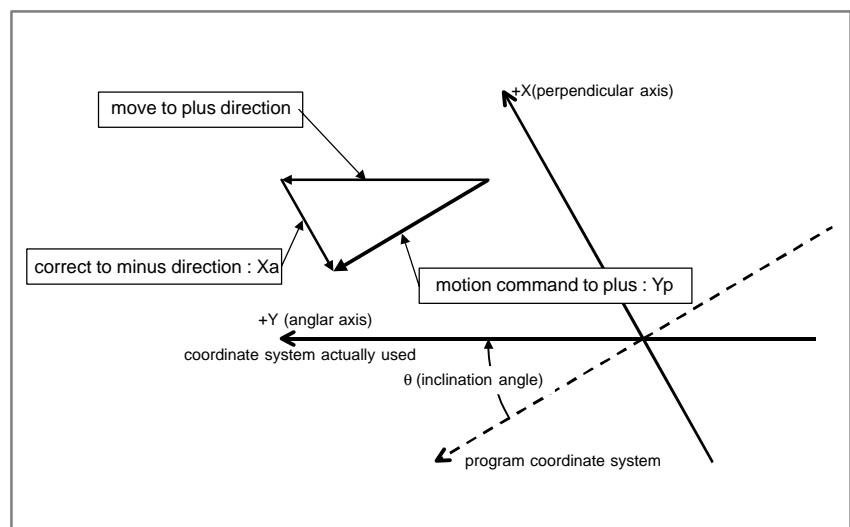 +X(perpendicular axis)
move to plus direction
correct to minus direction : Xa
motion command to plus : Yp
+Y (anglar axis)
coordinate system actually used
θ (inclination angle)
program coordinate system